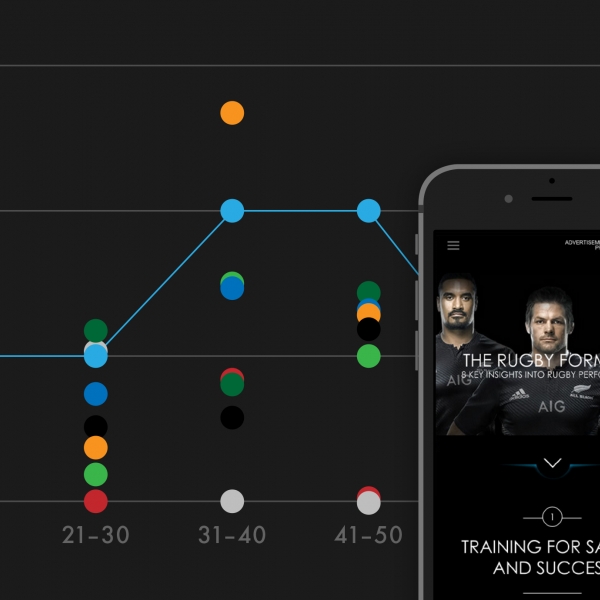 21–30
31–40
41–50
THE RUGBY FORM
8 KEY INSIGHTS INTO RUGBY PERFO
AIG
AIG
1
TRAINING FOR SA
AND SUCCES